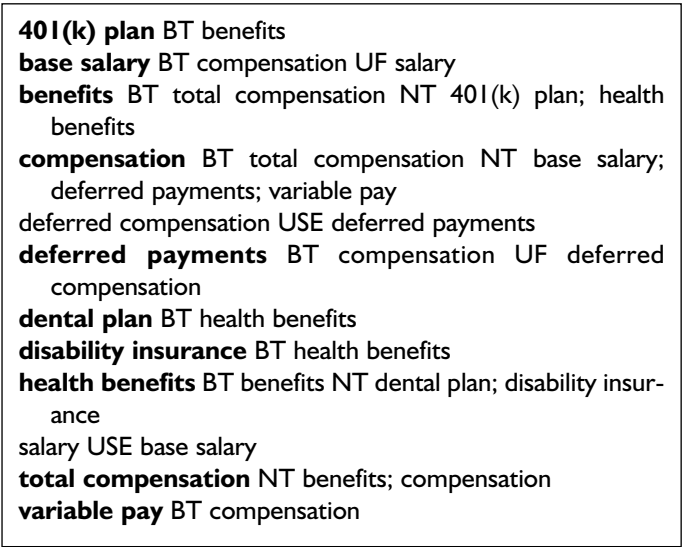 401(k) plan BT benefits
base salary BT compensation UF salary
benefits BT total compensation NT 401(k) plan; health
benefits
compensation BT total compensation NT base salary;
deferred payments; variable pay
deferred compensation USE deferred payments
deferred payments BT compensation UF deferred
compensation
dental plan BT health benefits
disability insurance BT health benefits
health benefits BT benefits NT dental plan; disability insur-
ance
salary USE base salary
total compensation NT benefits; compensation
variable pay BT compensation